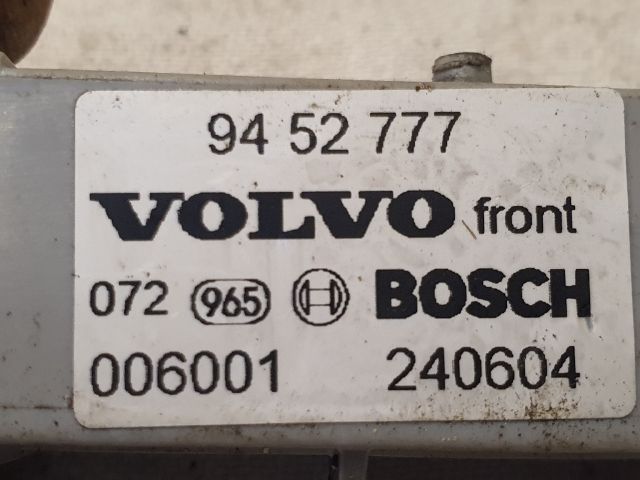 94 52 777
VOLVO front
072 965 BOSCH
006001 240604